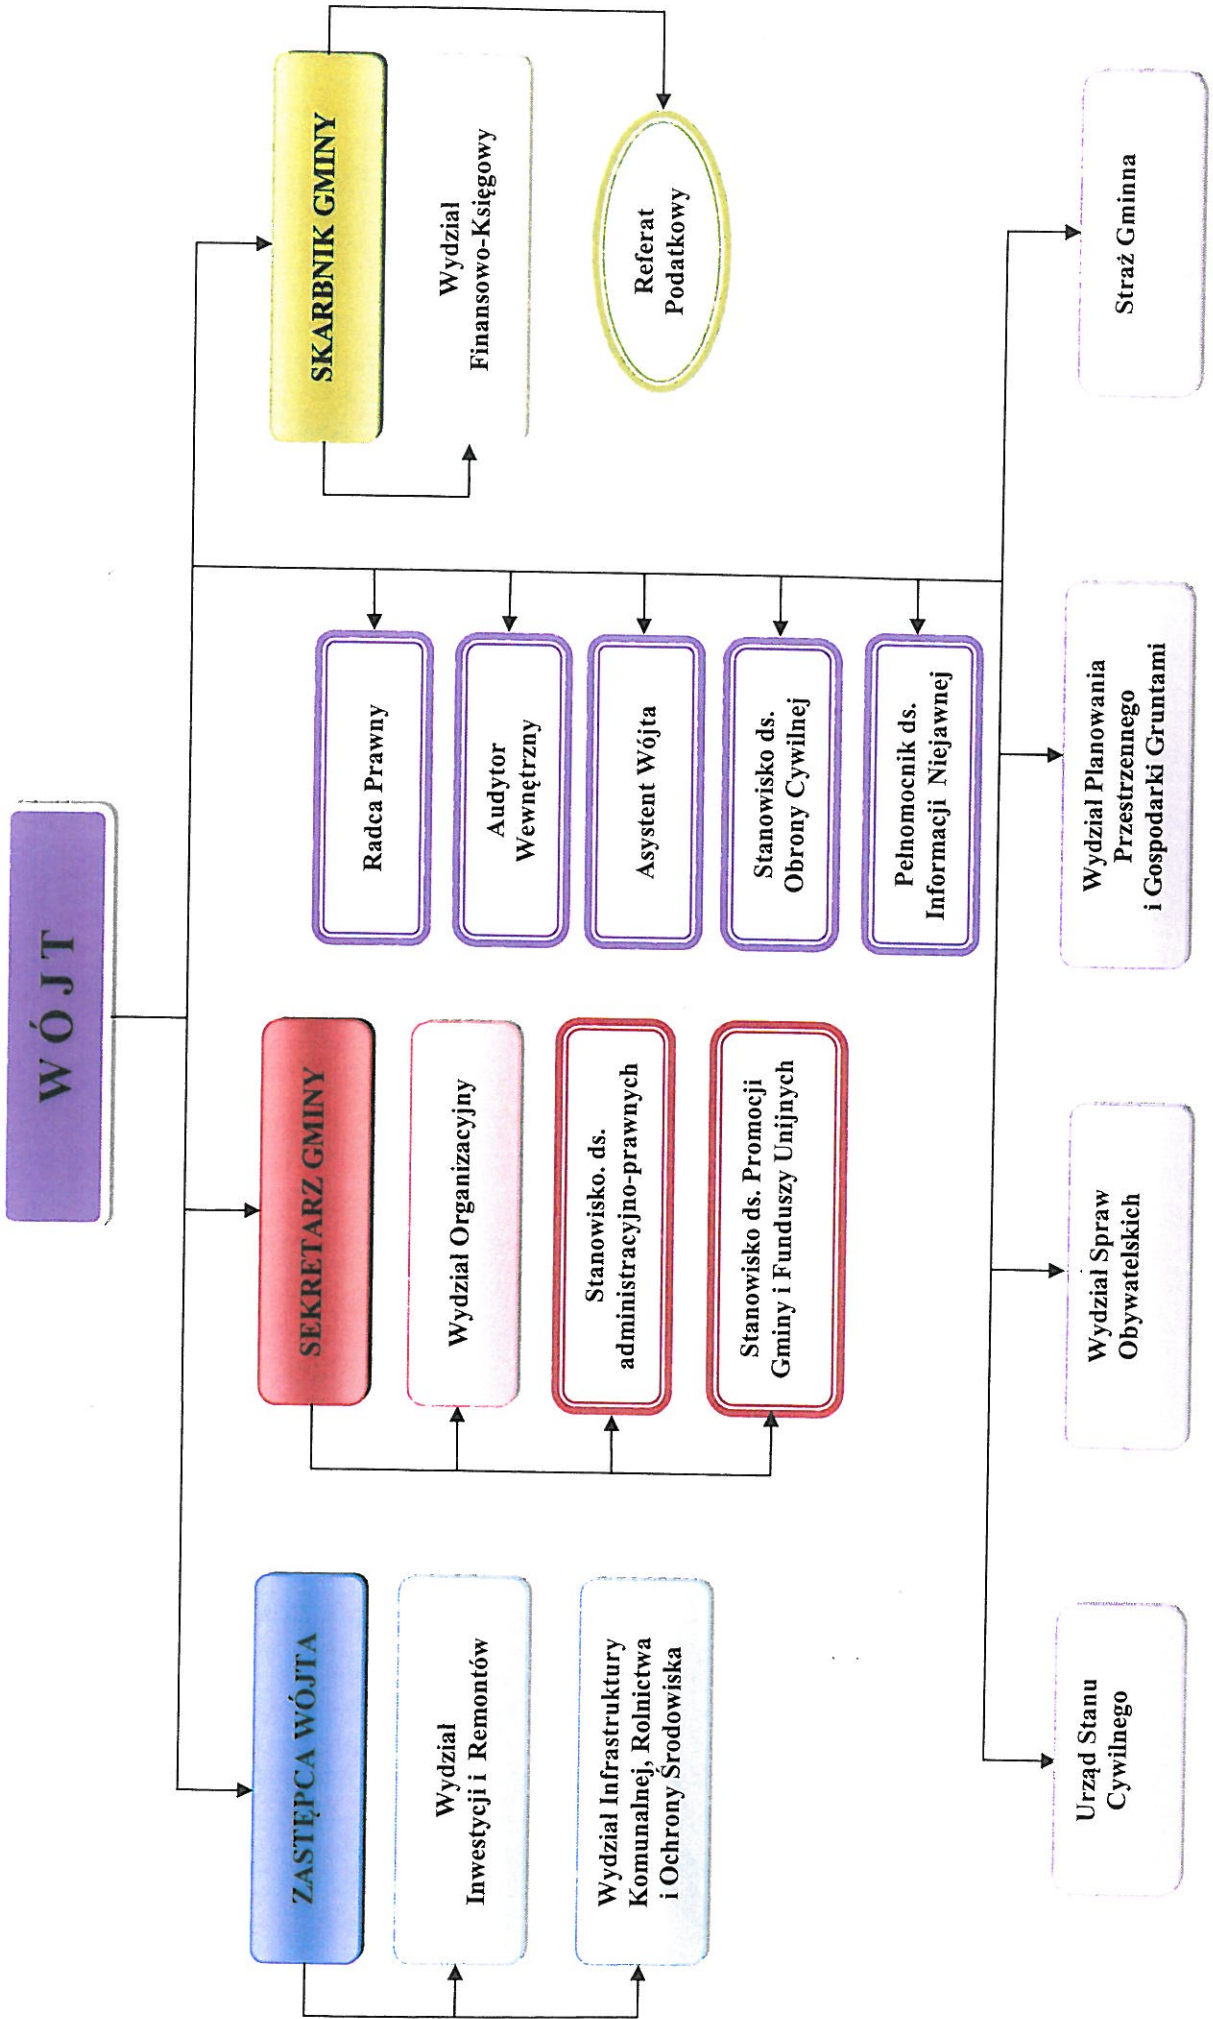 W Ó J T
ZASTĘPCA WÓJTA
Wydział
Inwestycji i Remontów
Wydział Infrastruktury
Komunalnej, Rolnictwa
i Ochrony Środowiska
SEKRETARZ GMINY
Wydział Organizacyjny
Stanowisko. ds.
administracyjno-prawnych
Stanowisko ds. Promocji
Gminy i Funduszy Unijnych
Radca Prawny
Audytor
Wewnętrzny
Asystent Wójta
Stanowisko ds.
Obrony Cywilnej
Pełnomocnik ds.
Informacji Niejawnej
SKARBNIK GMINY
Wydział
Finansowo-Księgowy
Referat
Podatkowy
Urząd Stanu
Cywilnego
Wydział Spraw
Obywatelskich
Wydział Planowania
Przestrzennego
i Gospodarki Gruntami
Straż Gminna